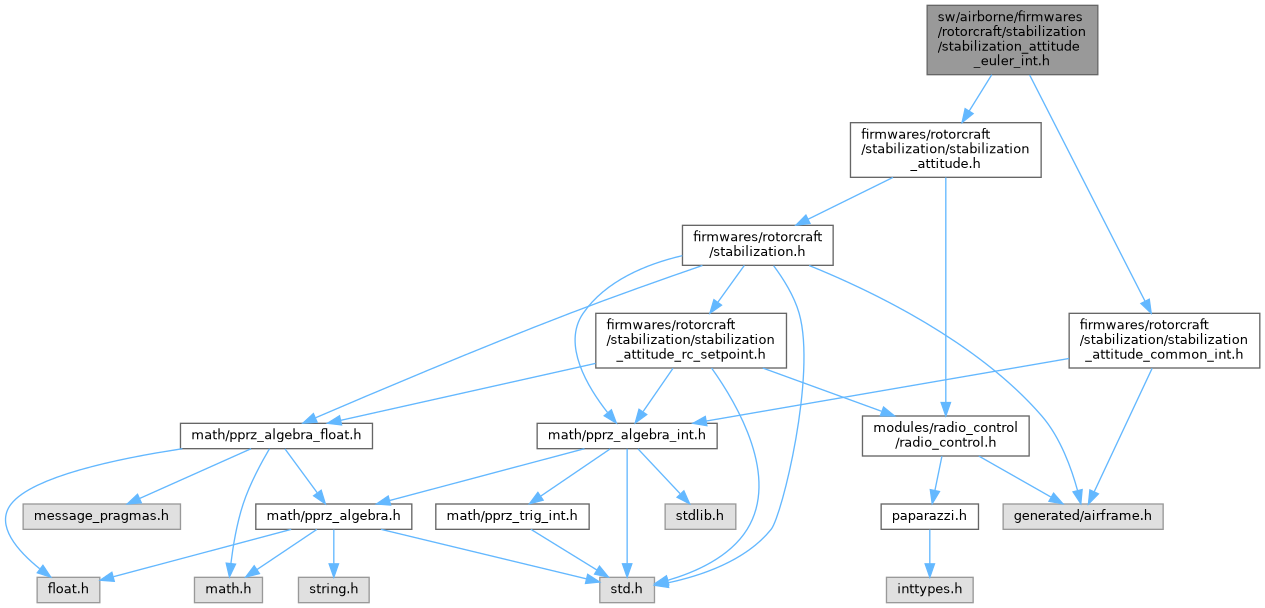 sw/airborne/firmwares
/rotorcraft/stabilization
/stabilization_attitude
_euler_int.h
firmwares/rotorcraft
/stabilization/stabilization
_attitude.h
firmwares/rotorcraft
/stabilization.h
firmwares/rotorcraft
/stabilization/stabilization
_attitude_rc_setpoint.h
firmwares/rotorcraft
/stabilization/stabilization
_attitude_common_int.h
math/pprz_algebra_float.h
math/pprz_algebra_int.h
modules/radio_control
/radio_control.h
message_pragmas.h
math/pprz_algebra.h
math/pprz_trig_int.h
stdlib.h
paparazzi.h
generated/airframe.h
float.h
math.h
string.h
std.h
inttypes.h